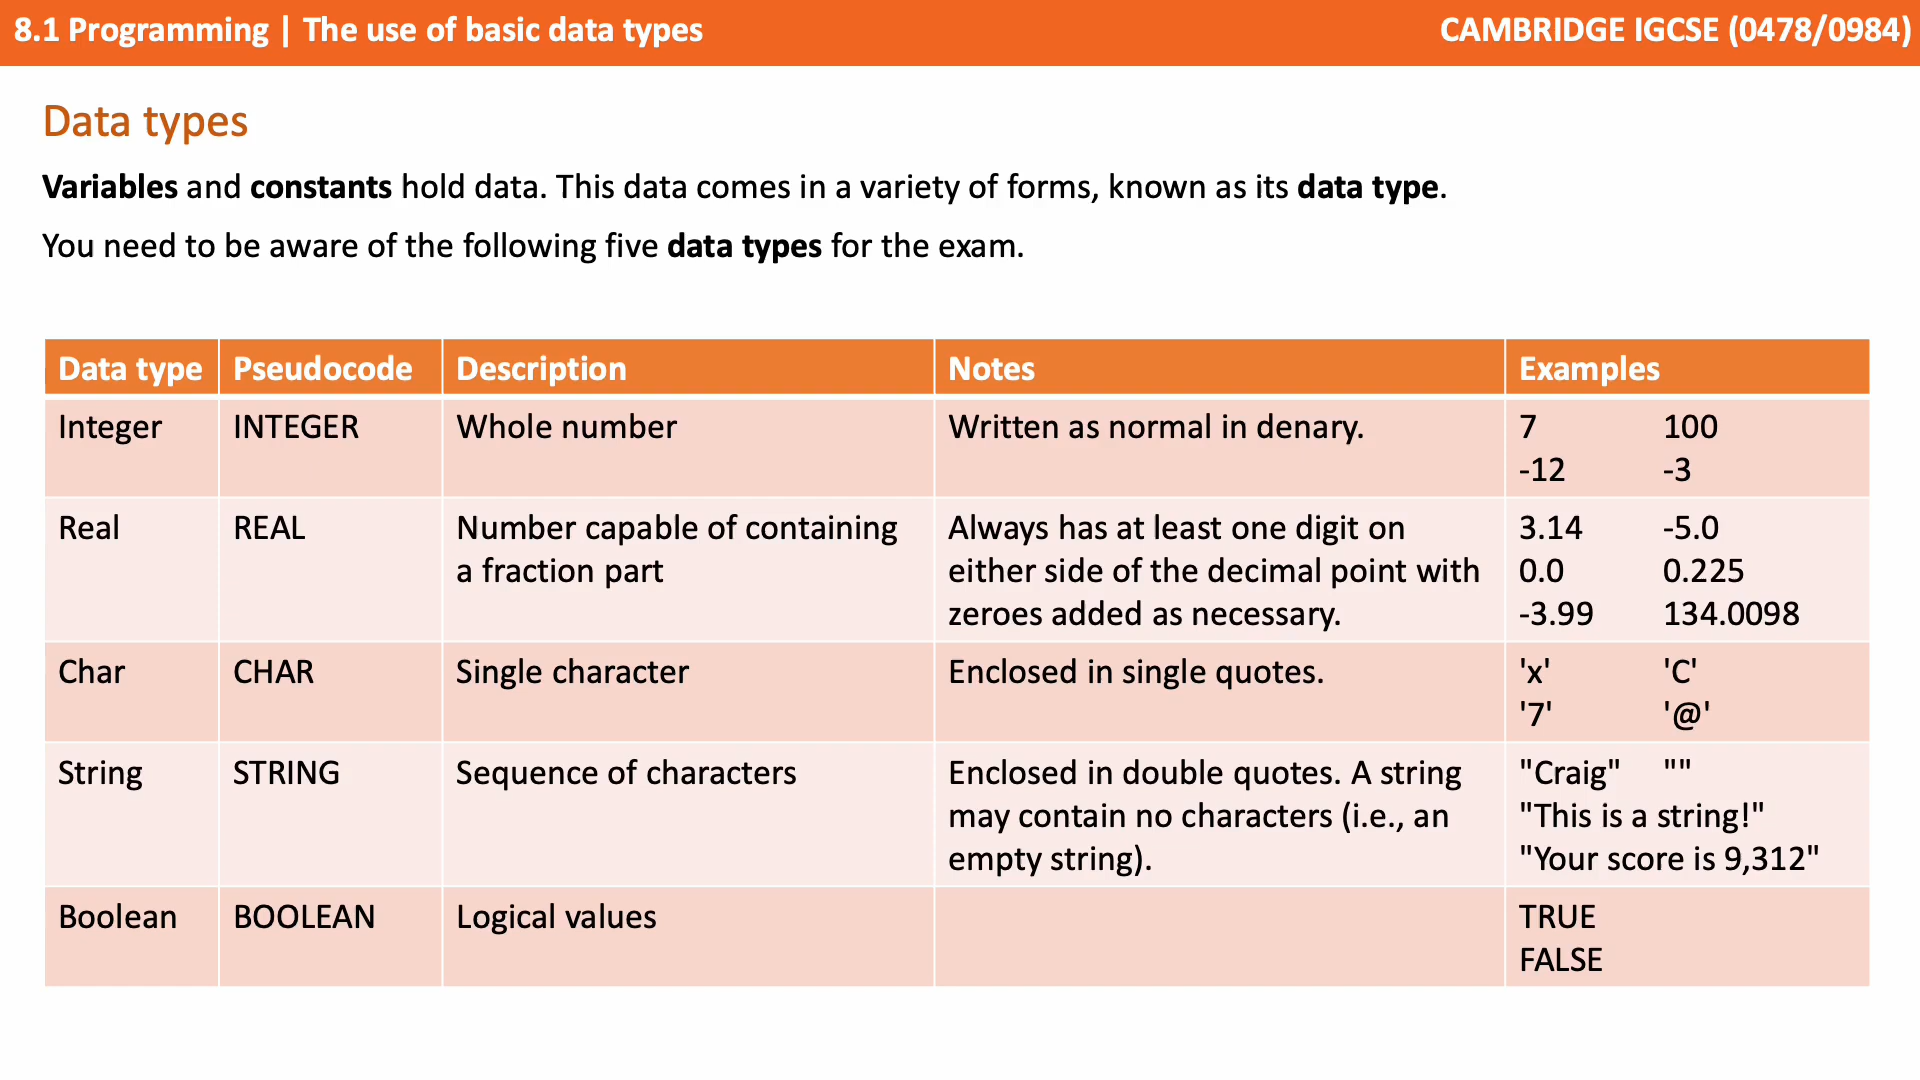 8.1 Programming | The use of basic data types CAMBRIDGE IGCSE (0478/0984)
Data types
Variables and constants hold data. This data comes in a variety of forms, known as its data type.
You need to be aware of the following five data types for the exam.
Data type Pseudocode Description Notes Examples
Integer INTEGER Whole number Written as normal in denary. 7 100
-12 -3
Real REAL Number capable of containing Always has at least one digit on 3.14 -5.0
a fraction part either side of the decimal point with 0.0 0.225
zeroes added as necessary. -3.99 134.0098
Char CHAR Single character Enclosed in single quotes. 'x' 'C'
'7' '@'
String STRING Sequence of characters Enclosed in double quotes. A string "Craig" ""
may contain no characters (i.e., an "This is a string!"
empty string). "Your score is 9,312"
Boolean BOOLEAN Logical values TRUE
FALSE